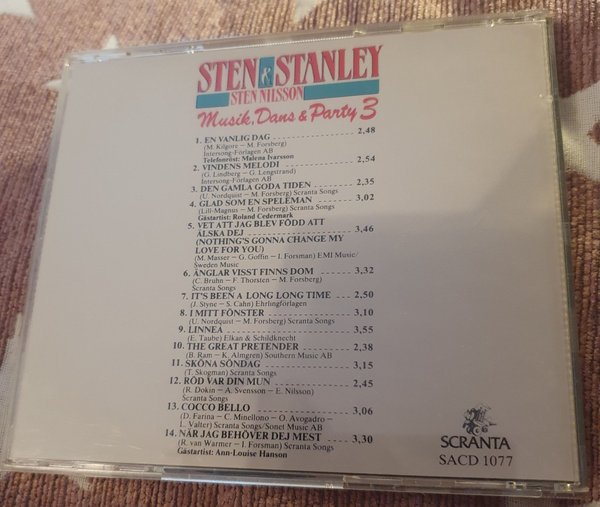 STEN & STANLEY
STEN NILSSON
Musik, Dans & Party 3
1. EN VANLIG DAG 2,48
(M. Kilgore – M. Forsberg)
Intersong-Förlagen AB
Telefonröst: Malena Ivarsson
2. VINDENS MELODI 2,54
(G. Lindberg – G. Lengstrand)
Intersong-Förlagen AB
3. DEN GAMLA GODA TIDEN 2,35
(U. Nordquist – M. Forsberg) Scranta Songs
4. GLAD SOM EN SPELEMAN 3,02
(Lill-Magnus – M. Forsberg) Scranta Songs
Gästartist: Roland Cedermark
5. VET ATT JAG BLEV FÖDD ATT
ÄLSKA DEJ 3,46
(NOTHING'S GONNA CHANGE MY
LOVE FOR YOU)
(M. Masser – G. Goffin – I. Forsman) EMI Music/
Sweden Music
6. ÄNGLAR VISST FINNS DOM 3,32
(C. Bruhn – F. Thorsten – M. Forsberg)
Scranta Songs
7. IT'S BEEN A LONG LONG TIME 2,50
(J. Styne – S. Cahn) Ehrlingförlagen
8. I MITT FÖNSTER 3,10
(U. Nordquist – M. Forsberg) Scranta Songs
9. LINNEA 3,55
(E. Taube) Elkan & Schildknecht
10. THE GREAT PRETENDER 2,38
(B. Ram – K. Almgren) Southern Music AB
11. SKÖNA SÖNDAG 3,15
(T. Skogman) Scranta Songs
12. RÖD VAR DIN MUN 2,45
(R. Dokin – A. Svensson – E. Nilsson)
Scranta Songs
13. COCCO BELLO 3,06
(D. Farina – C. Minellono – O. Avogadro –
L. Valter) Scranta Songs/Sonet Music AB
14. NÄR JAG BEHÖVER DEJ MEST 3,30
(R. van Warmer – I. Forsman) Scranta Songs
Gästartist: Ann-Louise Hanson
SCRANTA
SACD 1077